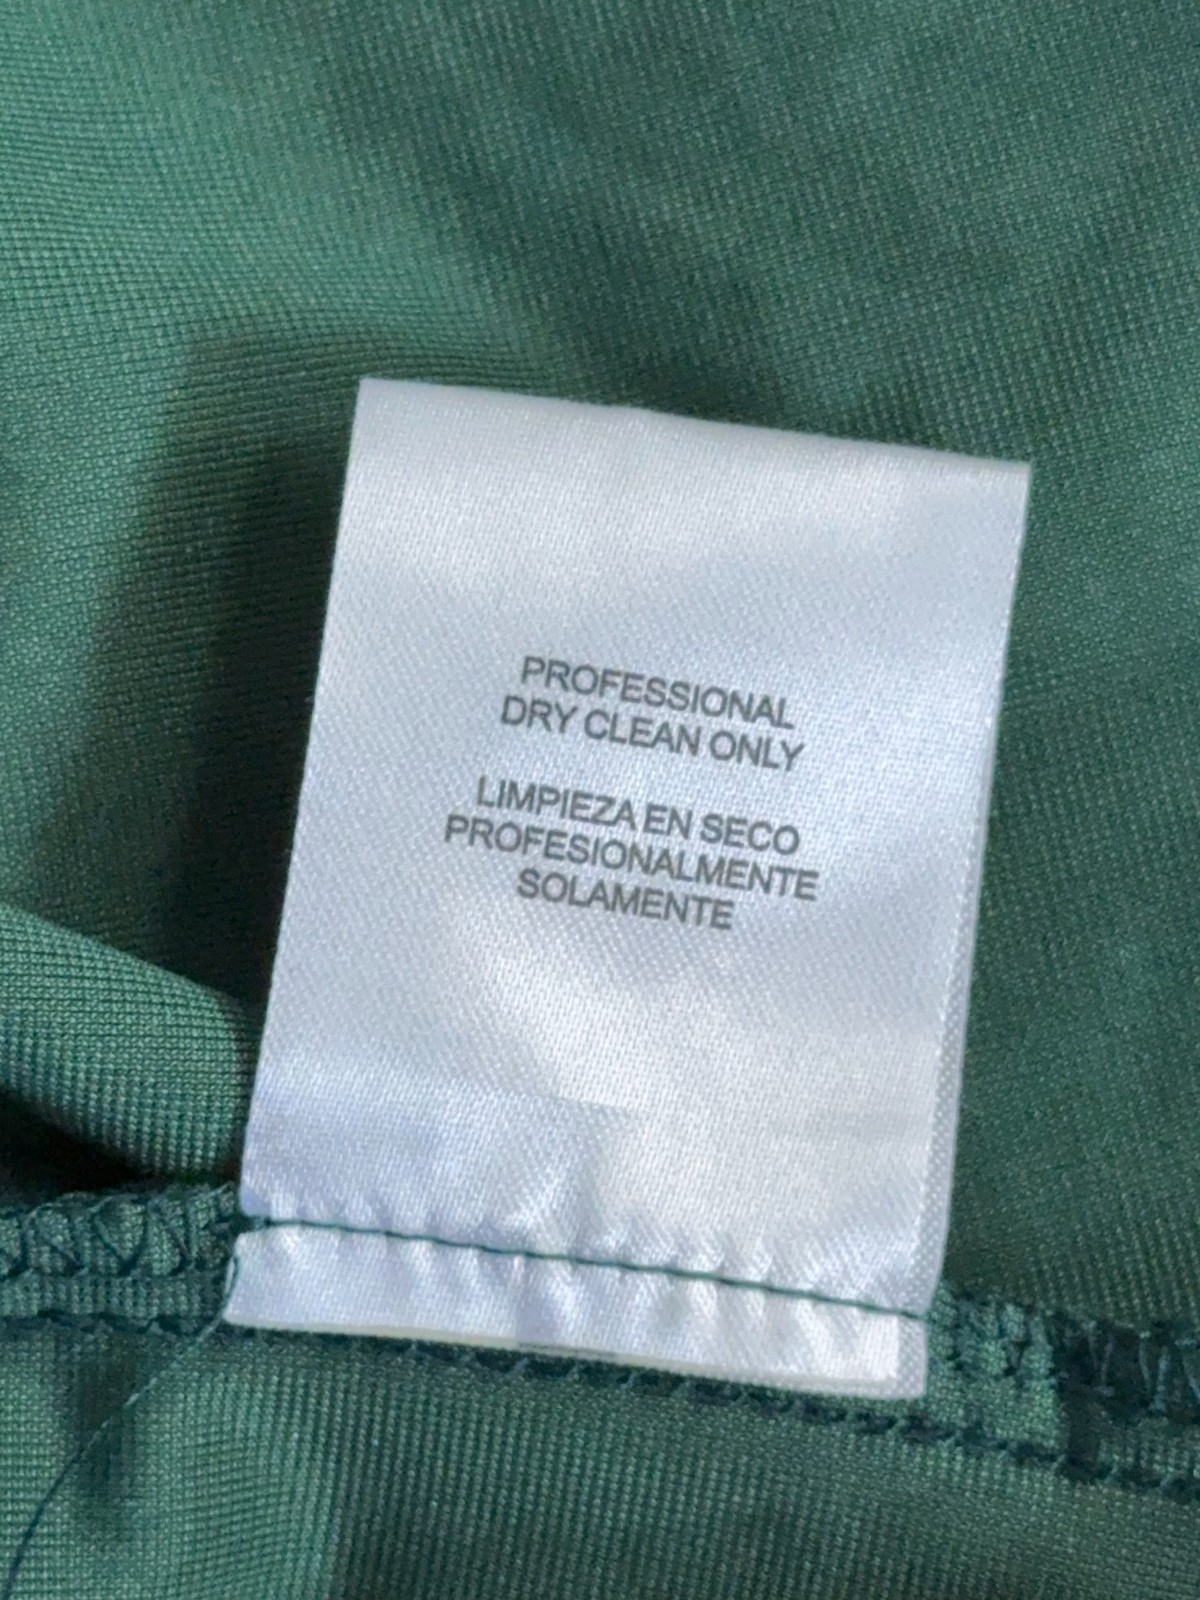 PROFESSIONAL
DRY CLEAN ONLY
LIMPIEZA EN SECO
PROFESIONALMENTE
SOLAMENTE